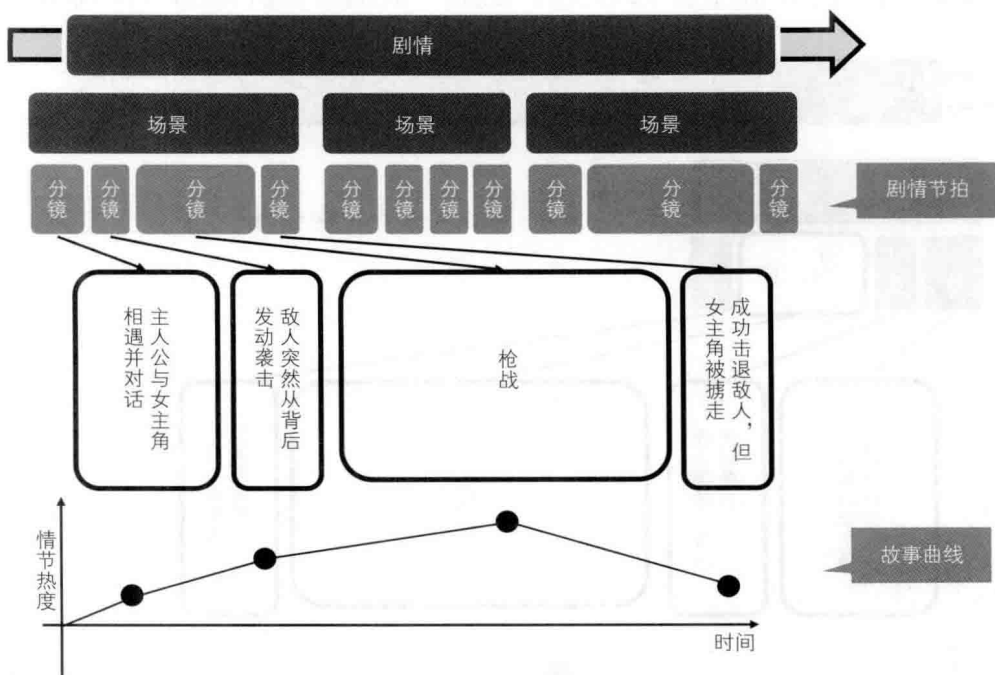 剧情
场景
场景
场景
分镜
分镜
分镜
分镜
分镜
分镜
分镜
分镜
分镜
分镜
分镜
剧情节拍
主人公与女主角
相遇并对话
敌人突然从背后
发动袭击
枪战
成功击退敌人，但
女主角被掳走
情节热度
故事曲线
时间